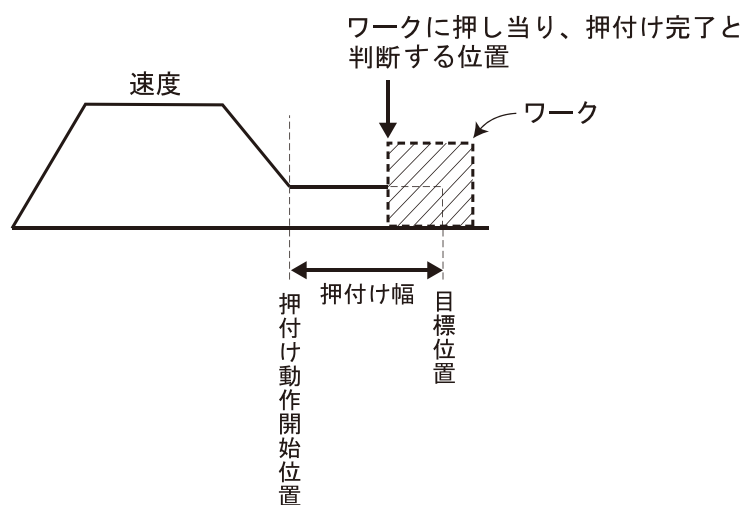 ワークに押し当り、押付け完了と
判断する位置
速度
ワーク
押付け幅
押付け動作開始位置
目標位置